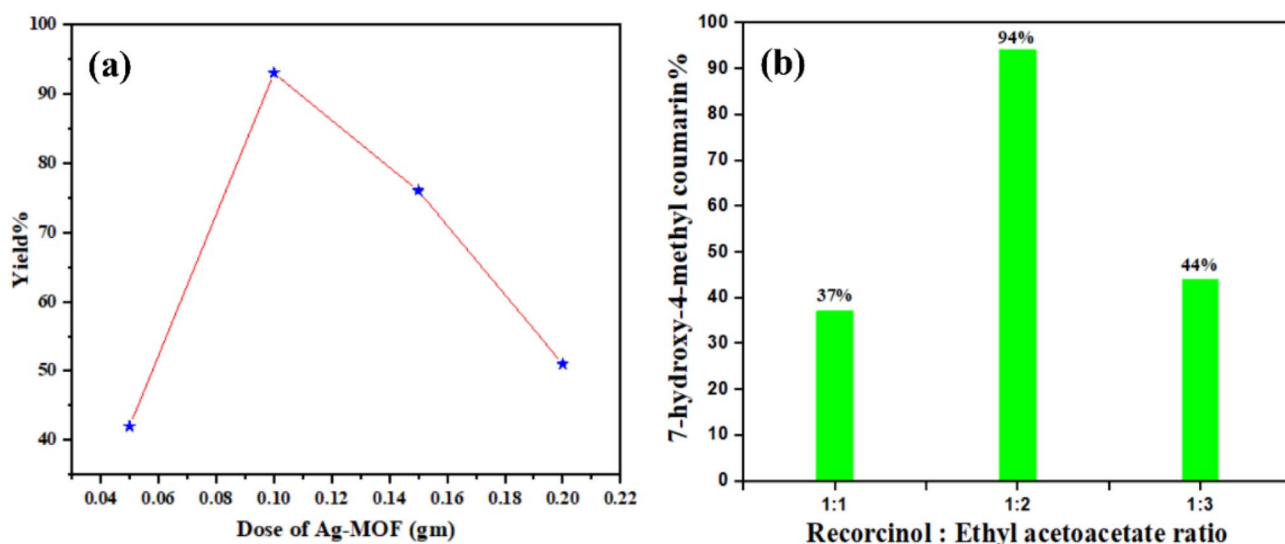 (a)
Yield%
100
90
80
70
60
50
40
0.04 0.06 0.08 0.10 0.12 0.14 0.16 0.18 0.20 0.22
Dose of Ag-MOF (gm)
(b)
7-hydroxy-4-methyl coumarin%
100
90
80
70
60
50
40
30
20
10
0
37%
94%
44%
1:1 1:2 1:3
Recorcinol : Ethyl acetoacetate ratio